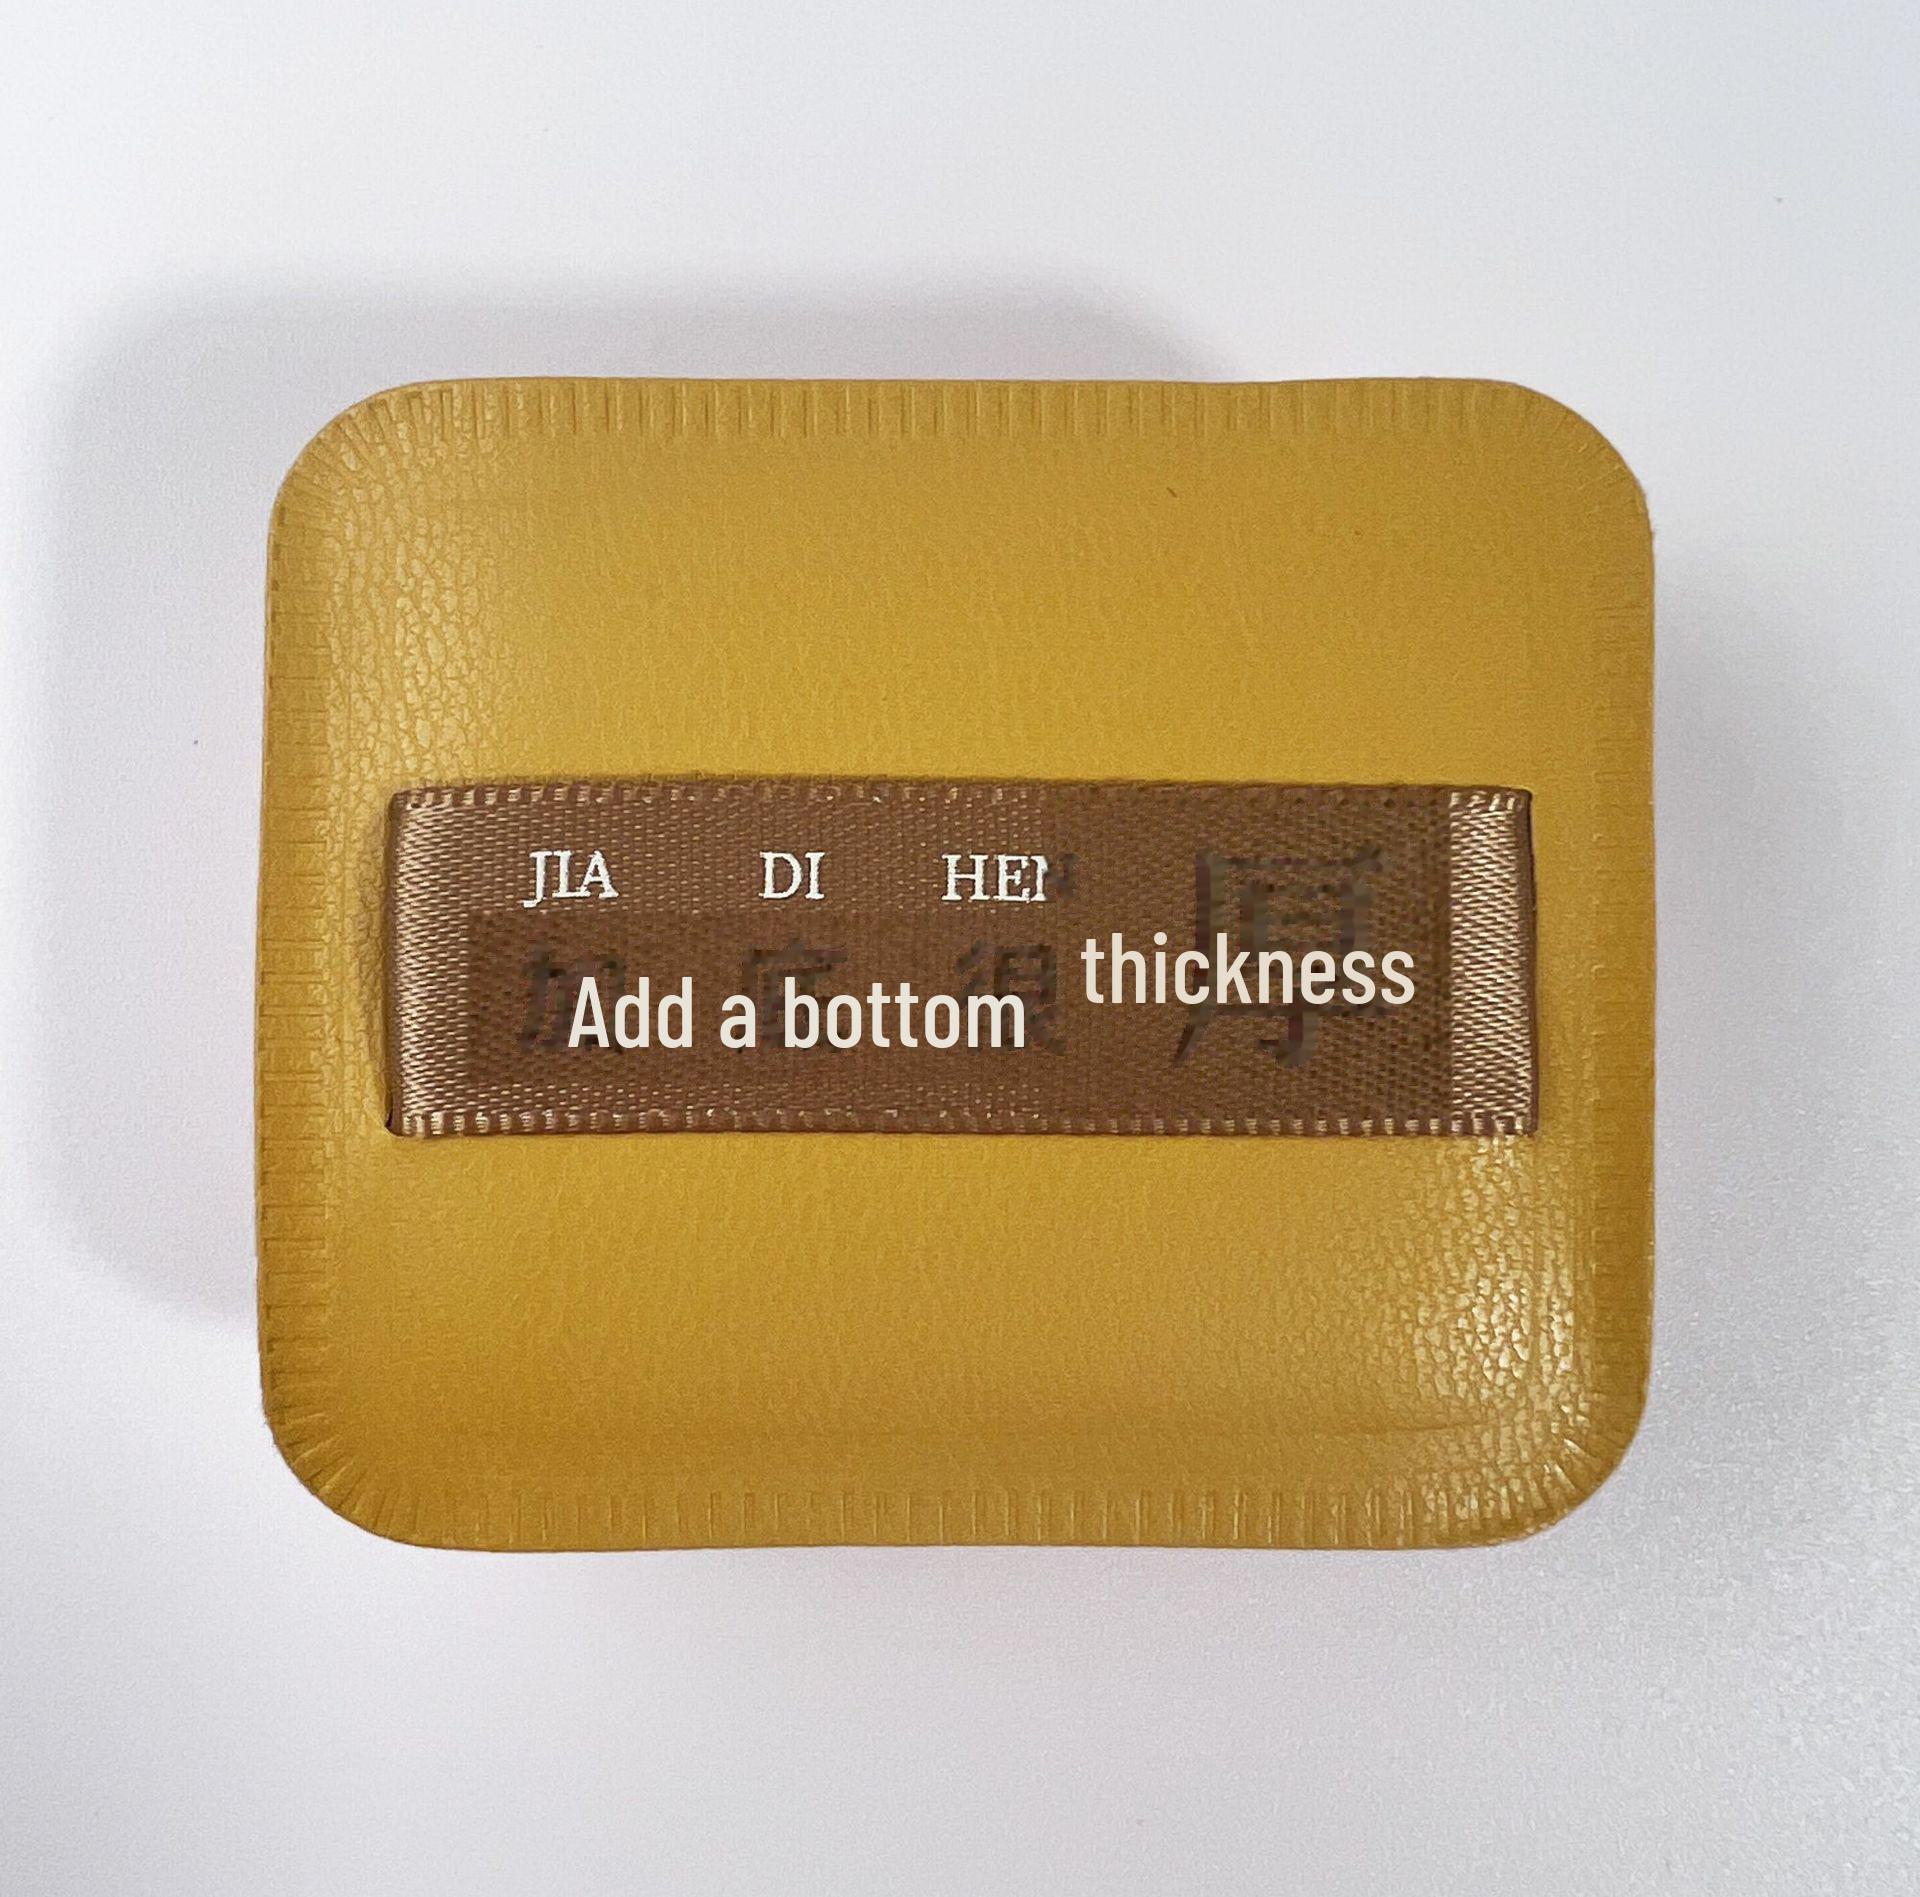 JIA DI HEN
加 底 很 厚
Add a bottom thickness